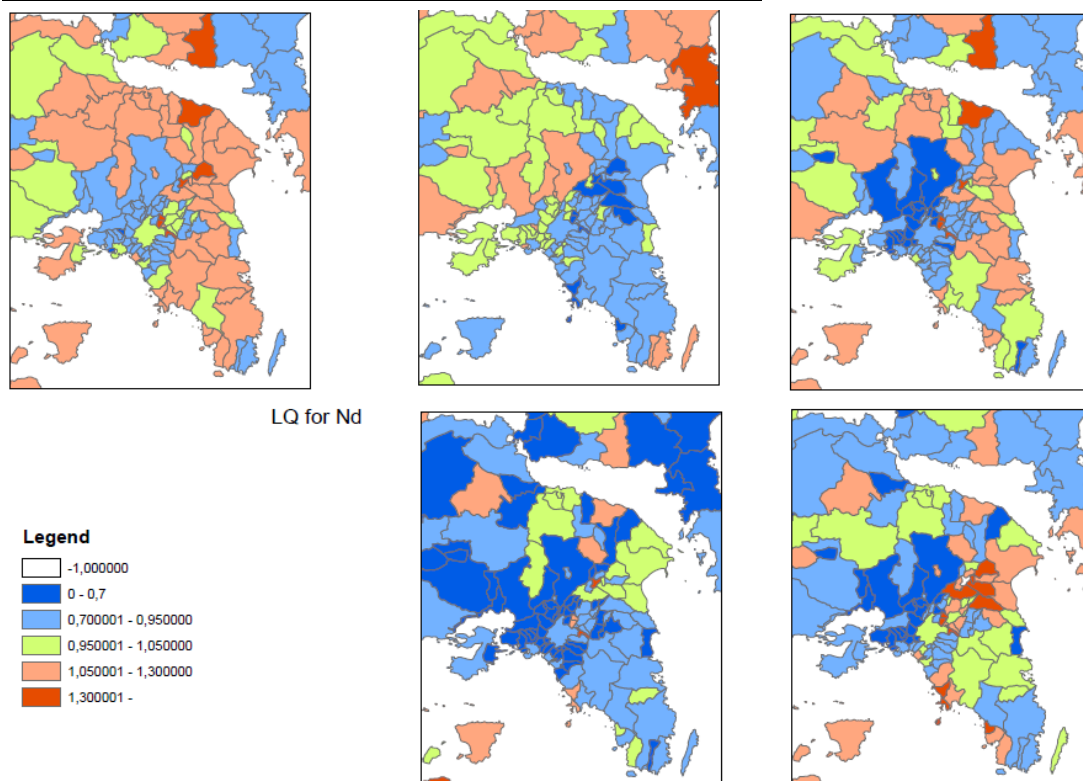 LQ for Nd
Legend
-1,000000
0 - 0,7
0,700001 - 0,950000
0,950001 - 1,050000
1,050001 - 1,300000
1,300001 -